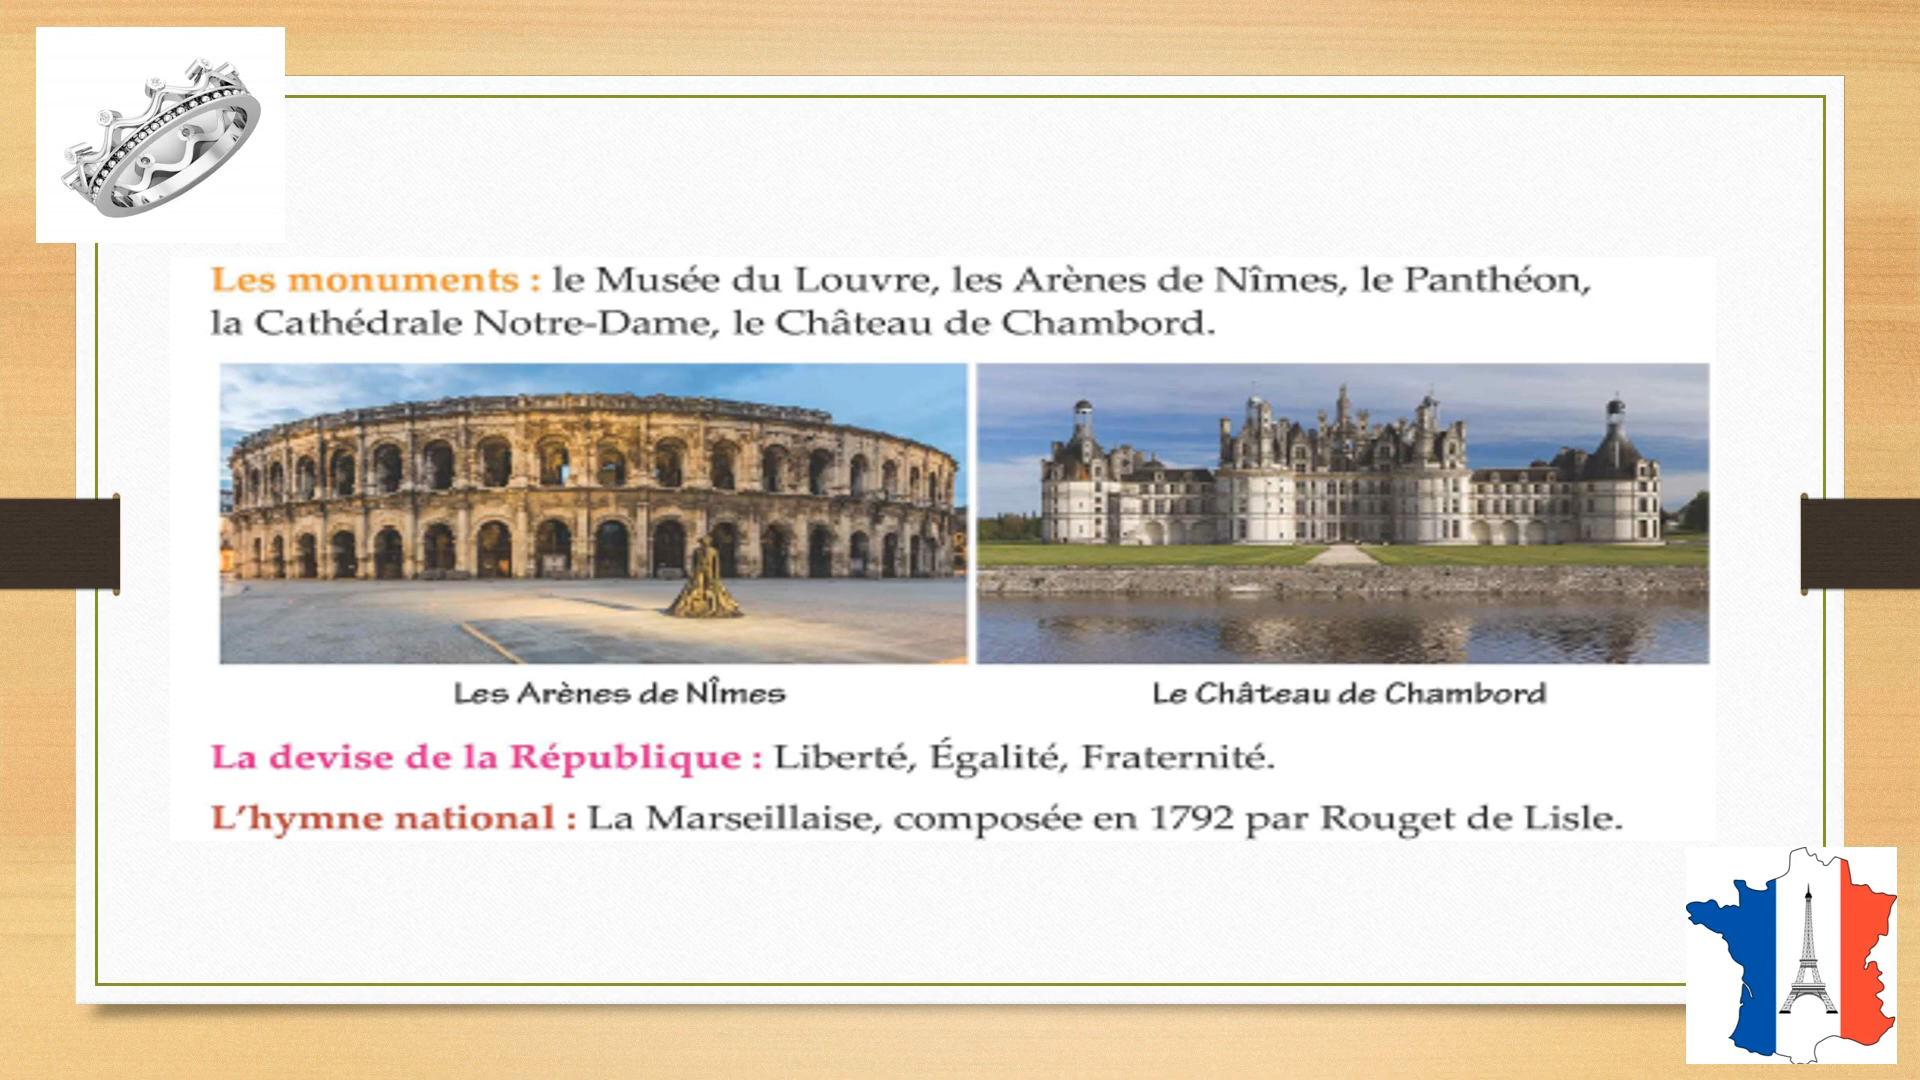 Les monuments : le Musée du Louvre, les Arènes de Nîmes, le Panthéon,
la Cathédrale Notre-Dame, le Château de Chambord.
Les Arènes de NÎmes
Le Château de Chambord
La devise de la République : Liberté, Égalité, Fraternité.
L'hymne national : La Marseillaise, composée en 1792 par Rouget de Lisle.